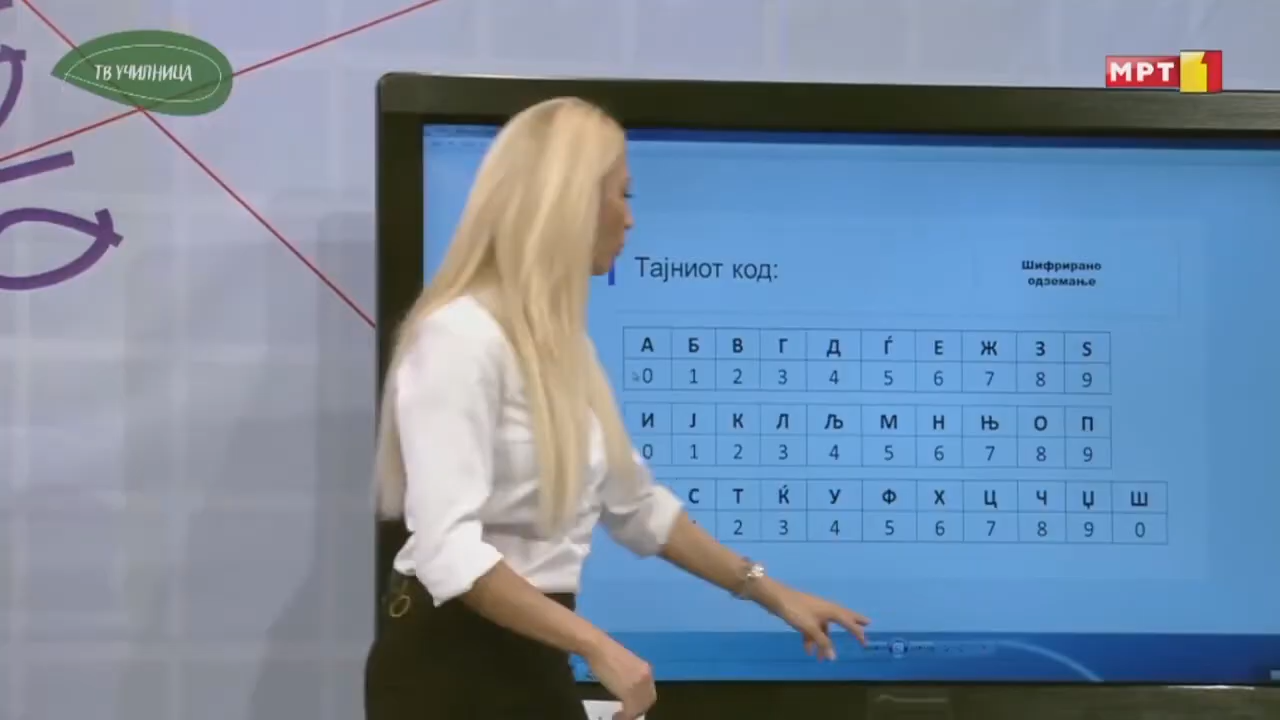 ТВ УЧИЛНИЦА
МРТ 1
Тајниот код:
Шифрирано
одземање
А Б В Г Д Ѓ Е Ж З Ѕ
0 1 2 3 4 5 6 7 8 9
И Ј К Л Љ М Н Њ О П
0 1 2 3 4 5 6 7 8 9
С Т Ќ У Ф Х Ц Ч Џ Ш
2 3 4 5 6 7 8 9 0